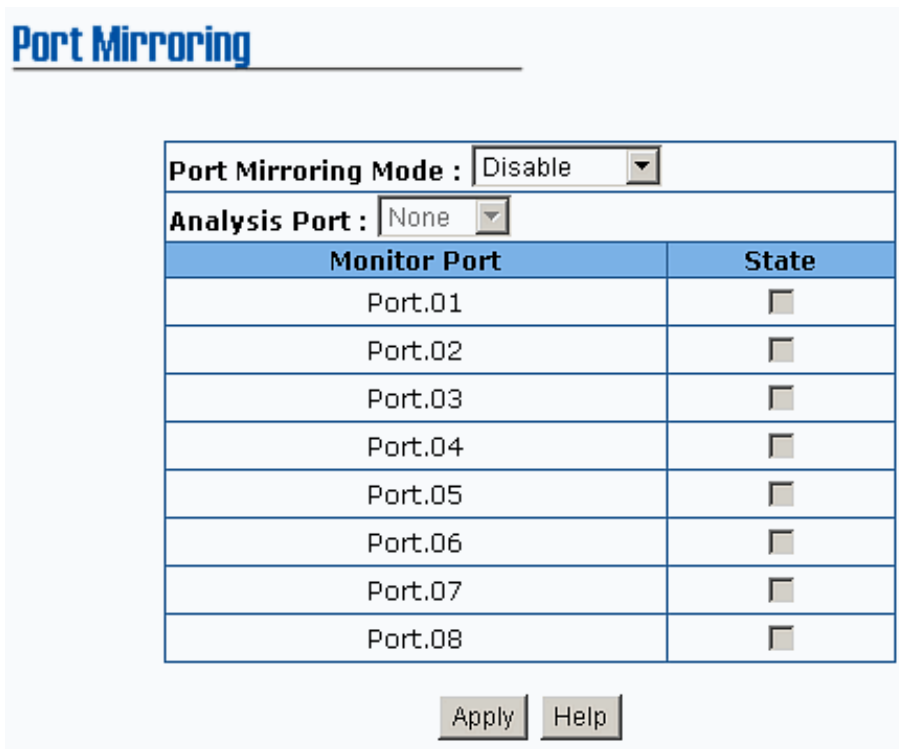 Port Mirroring
Port Mirroring Mode : Disable
Analysis Port : None
Monitor Port State
Port.01
Port.02
Port.03
Port.04
Port.05
Port.06
Port.07
Port.08
Apply Help